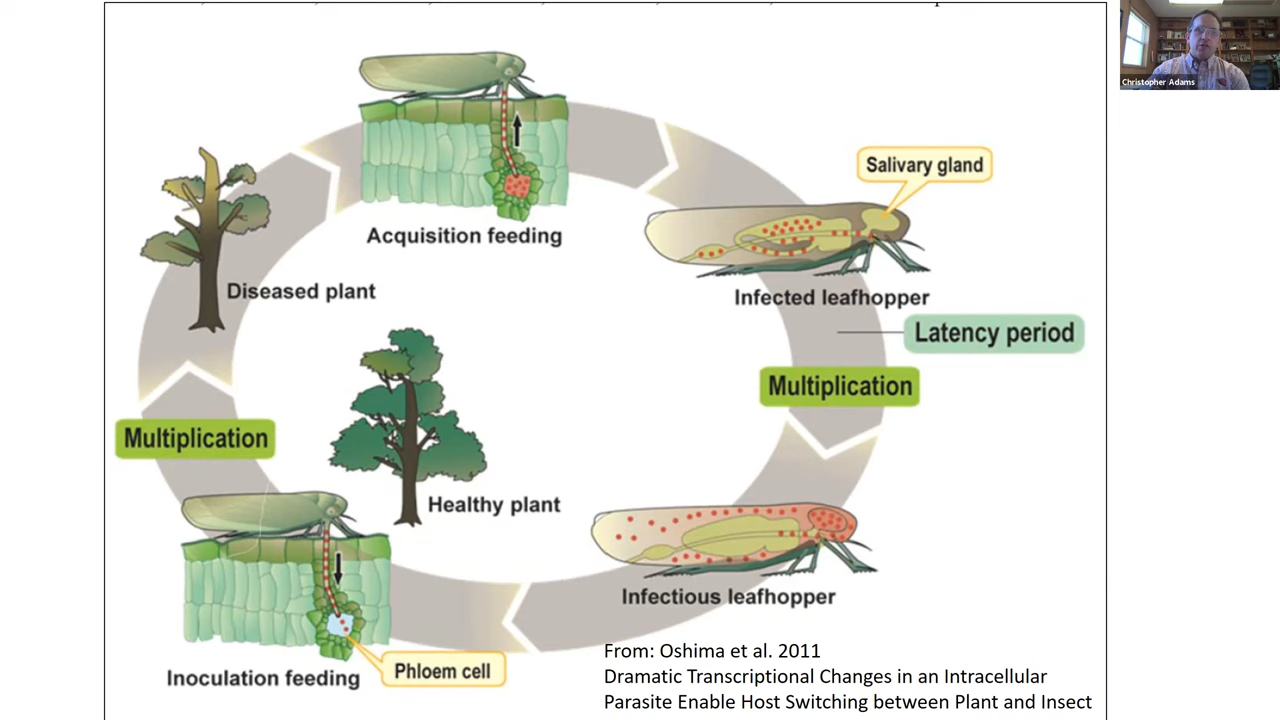 Christopher Adams
Salivary gland
Acquisition feeding
Diseased plant
Infected leafhopper
Latency period
Multiplication
Multiplication
Healthy plant
Infectious leafhopper
Inoculation feeding
Phloem cell
From: Oshima et al. 2011
Dramatic Transcriptional Changes in an Intracellular
Parasite Enable Host Switching between Plant and Insect